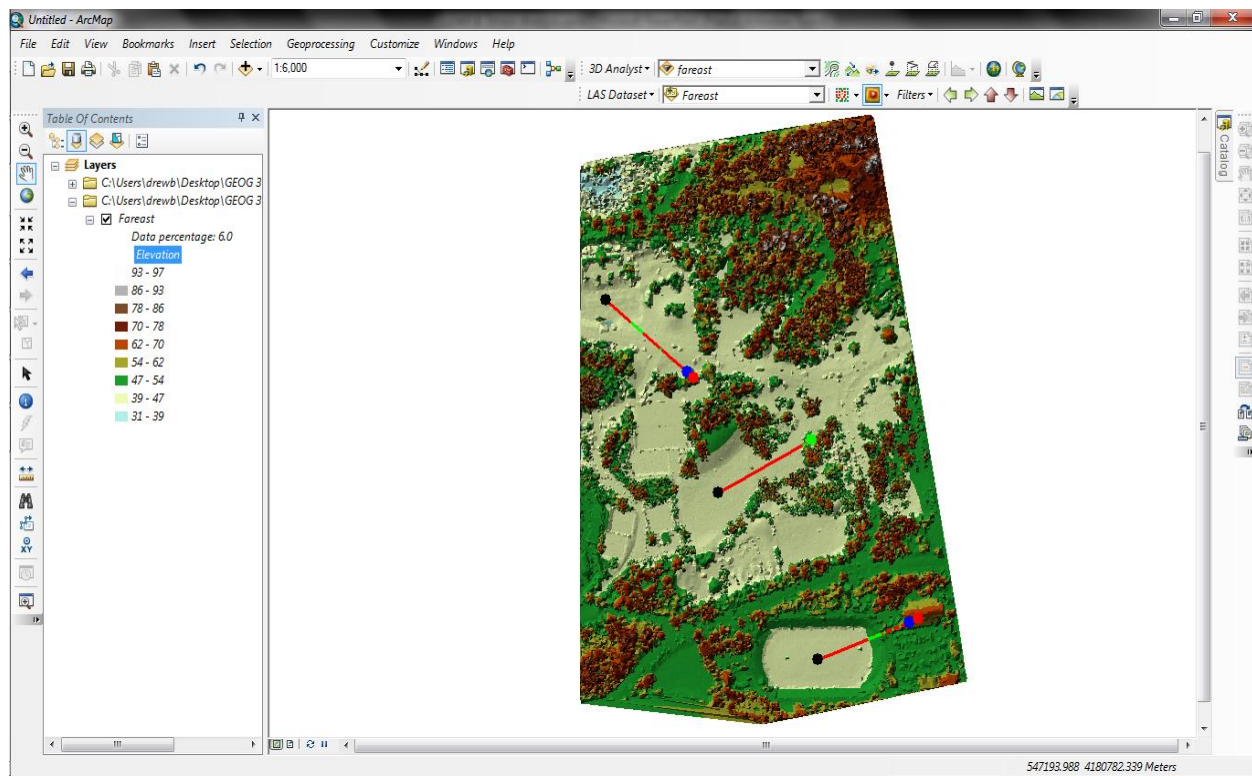 Untitled - ArcMap
File Edit View Bookmarks Insert Selection Geoprocessing Customize Windows Help
1:6,000 3D Analyst fareast
LAS Dataset Fareast Filters
Table Of Contents
Layers
C:\Users\drewb\Desktop\GEOG 3
C:\Users\drewb\Desktop\GEOG 3
Fareast
Data percentage: 6.0
Elevation
93 - 97
86 - 93
78 - 86
70 - 78
62 - 70
54 - 62
47 - 54
39 - 47
31 - 39
XY
Catalog
547193.988 4180782.339 Meters